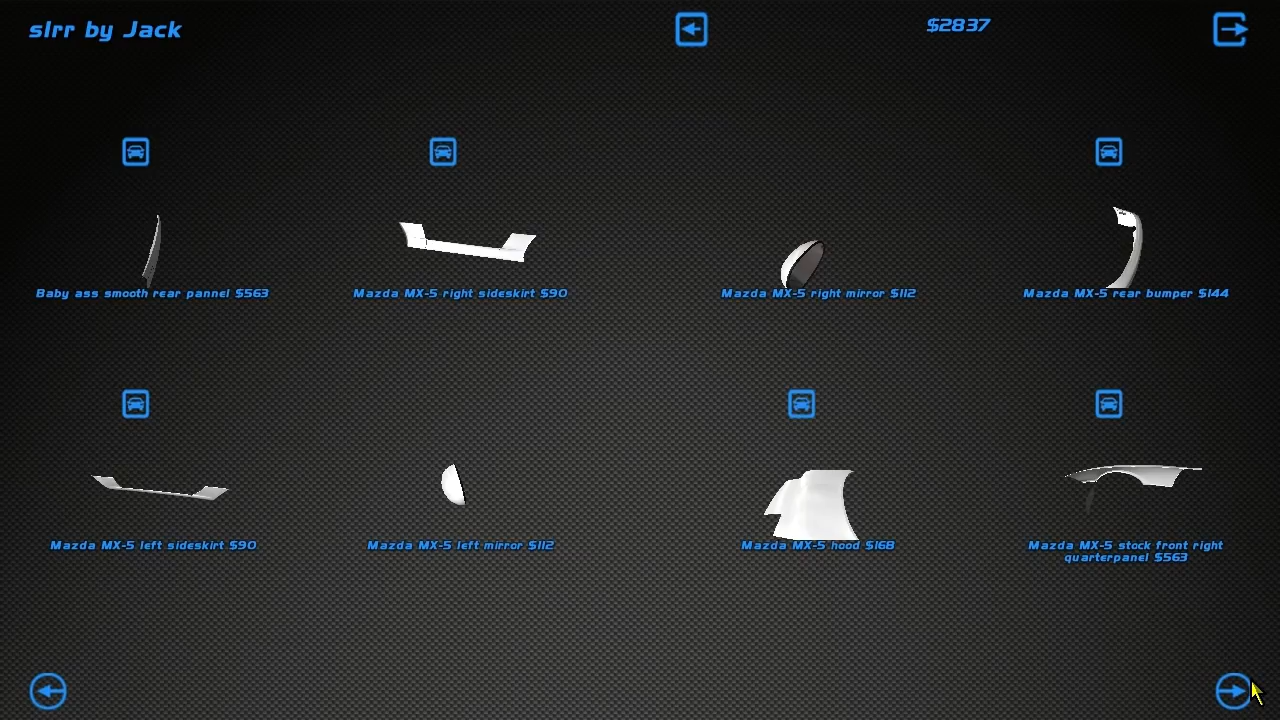 slrr by Jack
$2837
Baby ass smooth rear pannel $563
Mazda MX-5 right sideskirt $90
Mazda MX-5 right mirror $112
Mazda MX-5 rear bumper $144
Mazda MX-5 left sideskirt $90
Mazda MX-5 left mirror $112
Mazda MX-5 hood $168
Mazda MX-5 stock front right
quarterpanel $563